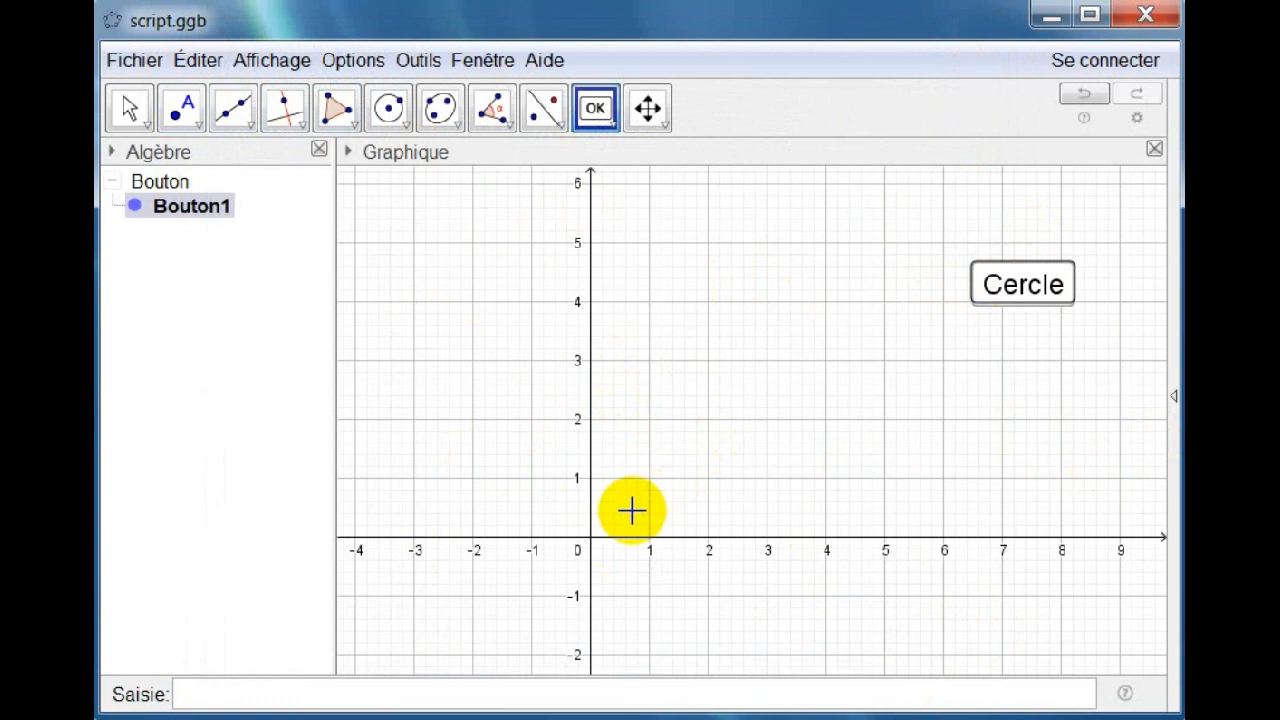 script.ggb
Fichier Éditer Affichage Options Outils Fenêtre Aide
Se connecter
A
α
OK
Algèbre
Graphique
Bouton
Bouton1
Cercle
6
5
4
3
2
1
-4 -3 -2 -1 0 1 2 3 4 5 6 7 8 9
-1
-2
Saisie: